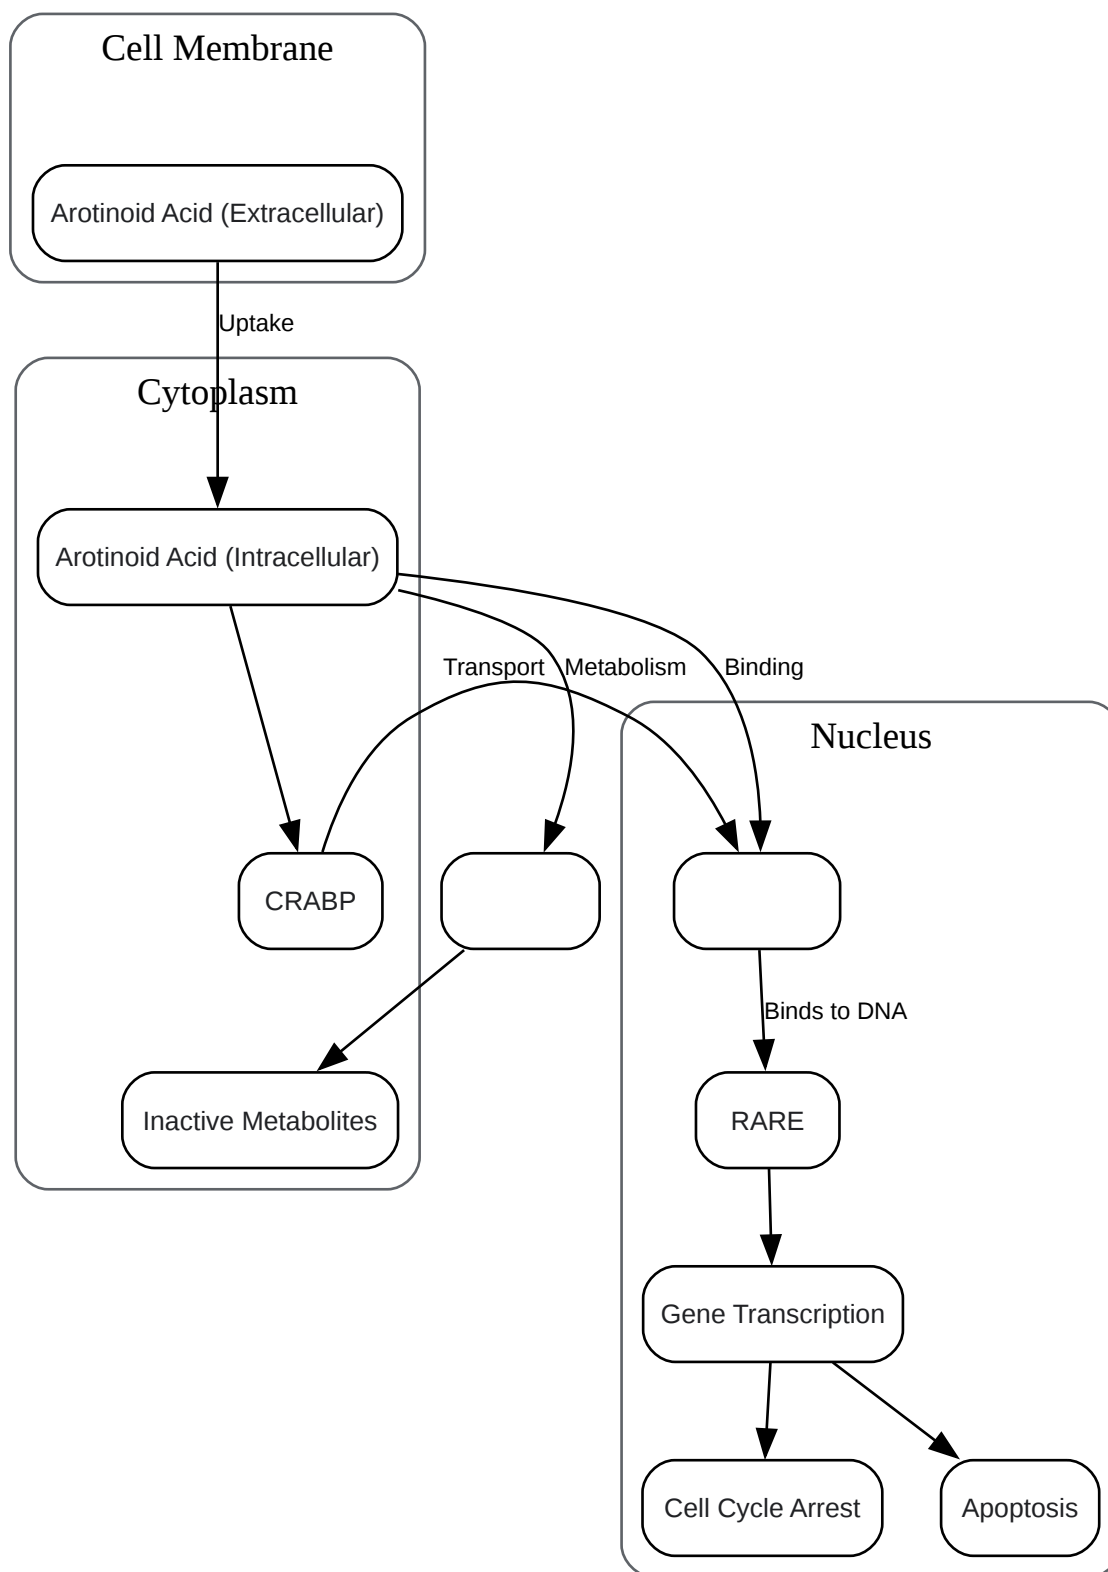 Cell Membrane
Arotinoid Acid (Extracellular)
Uptake
Cytoplasm
Arotinoid Acid (Intracellular)
Transport
Metabolism
Binding
Nucleus
CRABP
Binds to DNA
Inactive Metabolites
RARE
Gene Transcription
Cell Cycle Arrest
Apoptosis